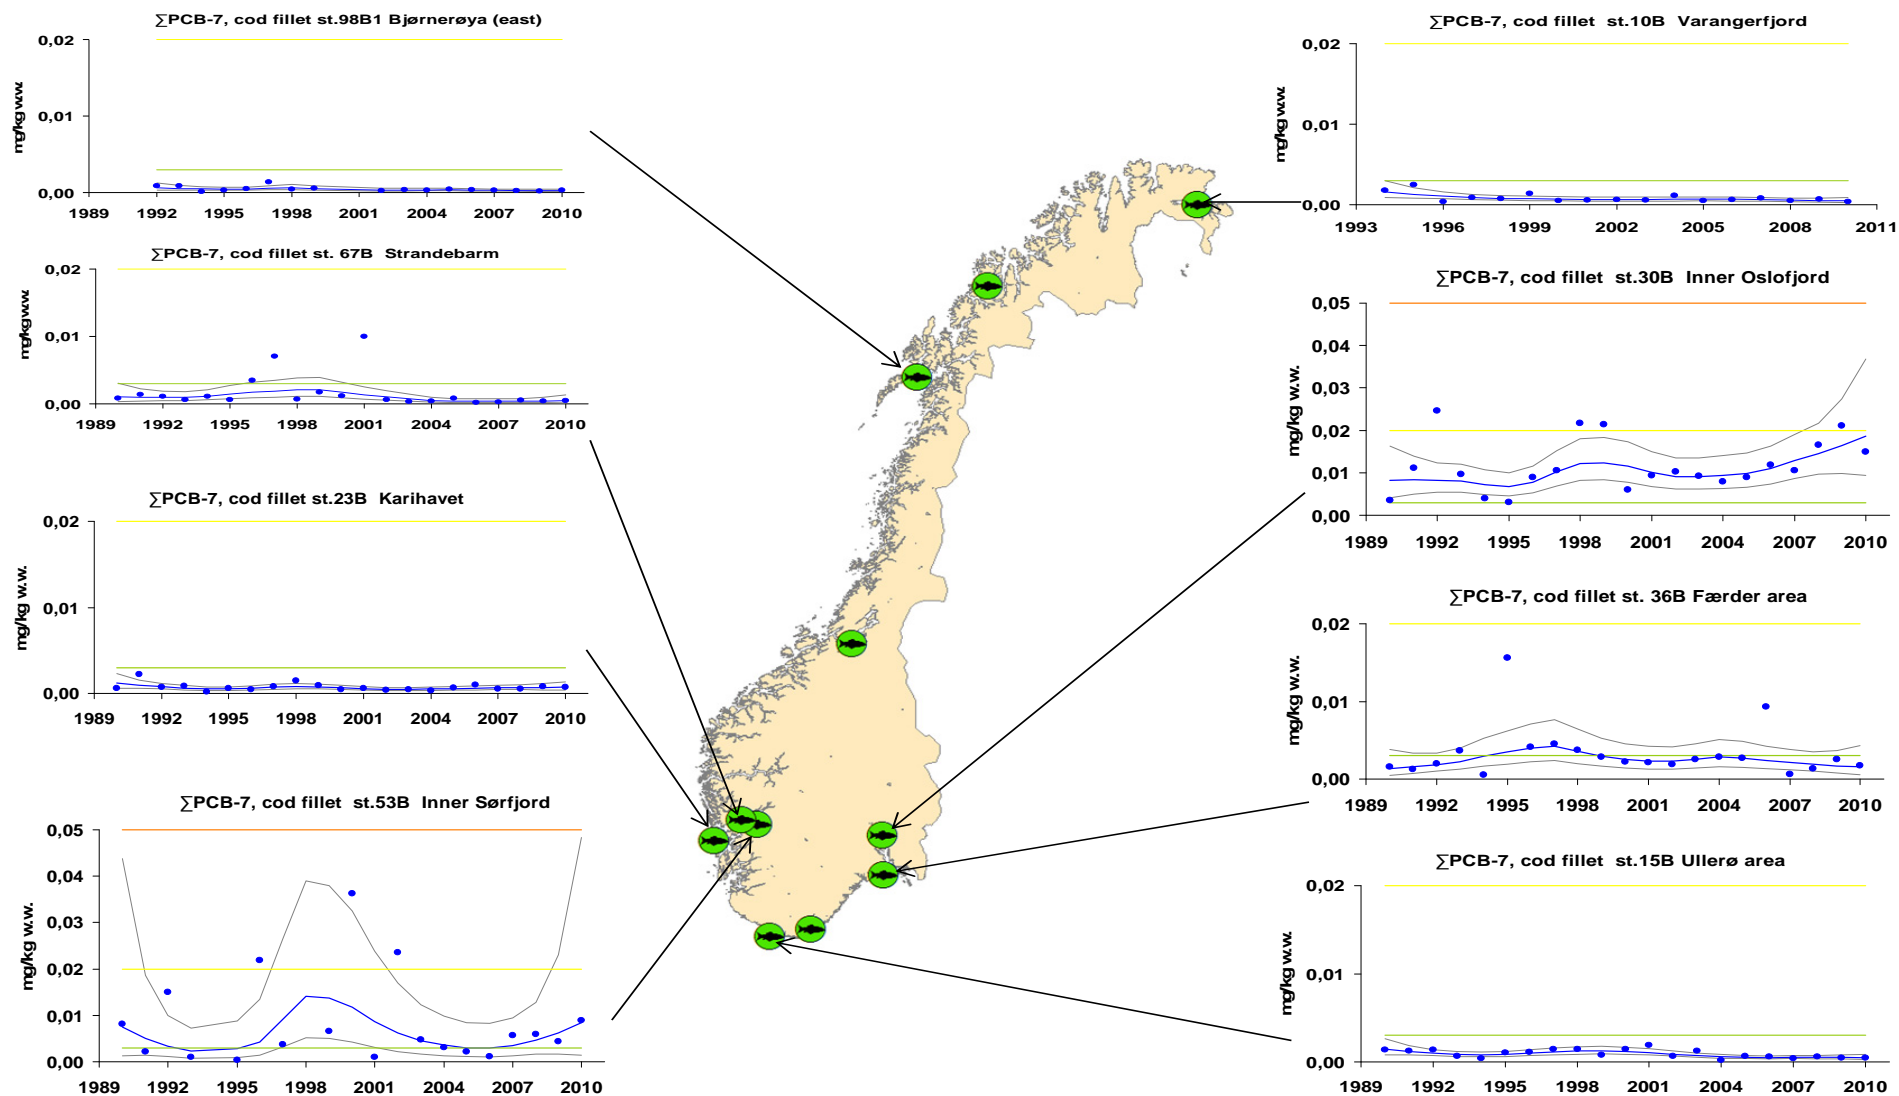 ∑PCB-7, cod fillet st.98B1 Bjørnerøya (east)
mg/kg w.w.
0,02
0,01
0,00
1989 1992 1995 1998 2001 2004 2007 2010
∑PCB-7, cod fillet st. 67B Strandebarm
mg/kg w.w.
0,02
0,01
0,00
1989 1992 1995 1998 2001 2004 2007 2010
∑PCB-7, cod fillet st.23B Karihavet
mg/kg w.w.
0,02
0,01
0,00
1989 1992 1995 1998 2001 2004 2007 2010
∑PCB-7, cod fillet st.53B Inner Sørfjord
mg/kg w.w.
0,05
0,04
0,03
0,02
0,01
0,00
1989 1992 1995 1998 2001 2004 2007 2010
∑PCB-7, cod fillet st.10B Varangerfjord
mg/kg w.w.
0,02
0,01
0,00
1993 1996 1999 2002 2005 2008 2011
∑PCB-7, cod fillet st.30B Inner Oslofjord
mg/kg w.w.
0,05
0,04
0,03
0,02
0,01
0,00
1989 1992 1995 1998 2001 2004 2007 2010
∑PCB-7, cod fillet st. 36B Færder area
mg/kg w.w.
0,02
0,01
0,00
1989 1992 1995 1998 2001 2004 2007 2010
∑PCB-7, cod fillet st.15B Ullerø area
mg/kg w.w.
0,02
0,01
0,00
1989 1992 1995 1998 2001 2004 2007 2010